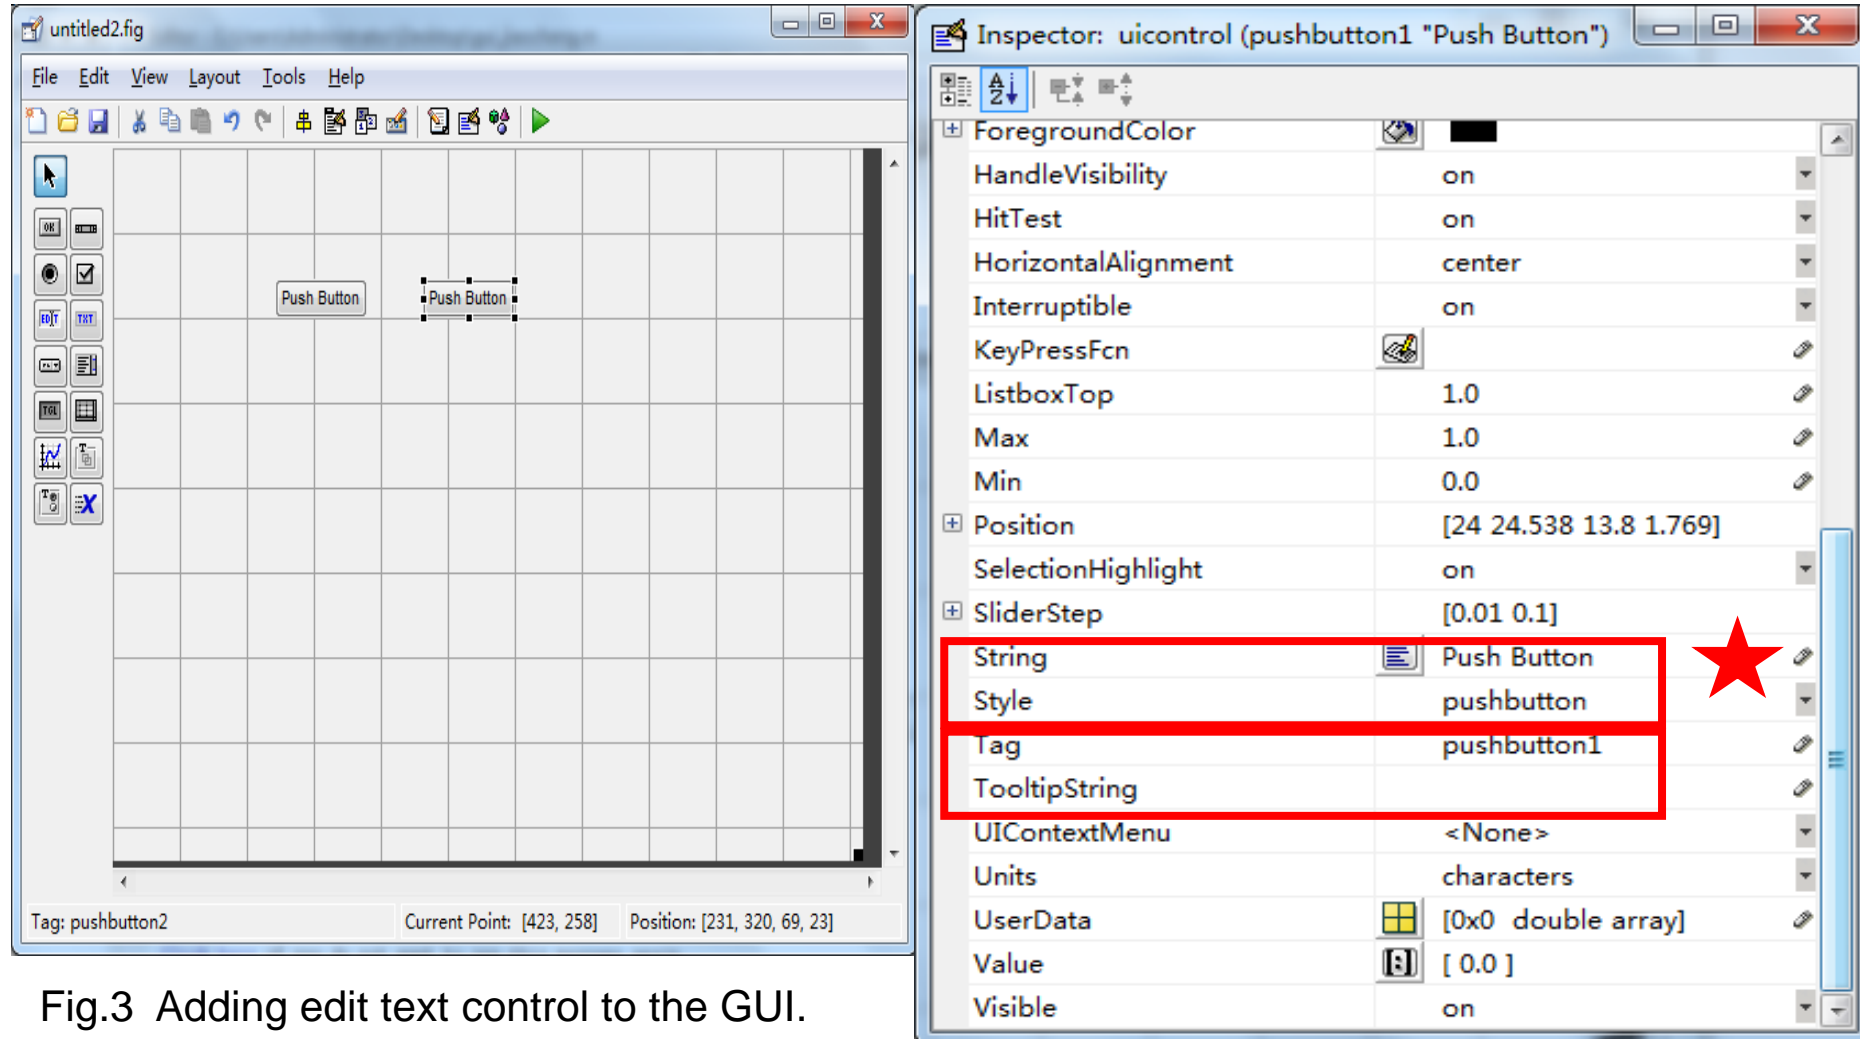 untitled2.fig
File Edit View Layout Tools Help
OK
EDIT TXT
TGL
Push Button Push Button
Tag: pushbutton2 Current Point: [423, 258] Position: [231, 320, 69, 23]
Fig.3 Adding edit text control to the GUI.
Inspector: uicontrol (pushbutton1 "Push Button")
ForegroundColor
HandleVisibility on
HitTest on
HorizontalAlignment center
Interruptible on
KeyPressFcn
ListboxTop 1.0
Max 1.0
Min 0.0
Position [24 24.538 13.8 1.769]
SelectionHighlight on
SliderStep [0.01 0.1]
String Push Button
Style pushbutton
Tag pushbutton1
TooltipString
UIContextMenu <None>
Units characters
UserData [0x0 double array]
Value [ 0.0 ]
Visible on